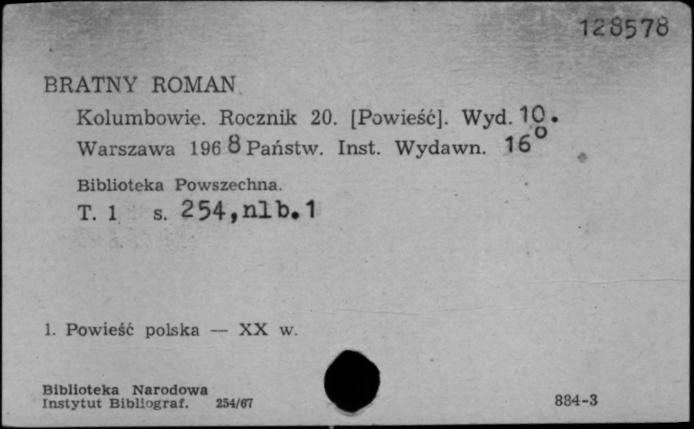 128578
BRATNY ROMAN
Kolumbowie. Rocznik 20. [Powieść]. Wyd. 10.
Warszawa 1968 Państw. Inst. Wydawn. 16°
Biblioteka Powszechna.
T. 1 s. 254, nlb. 1
1. Powieść polska — XX w.
Biblioteka Narodowa
Instytut Bibliograf. 254/67 884-3